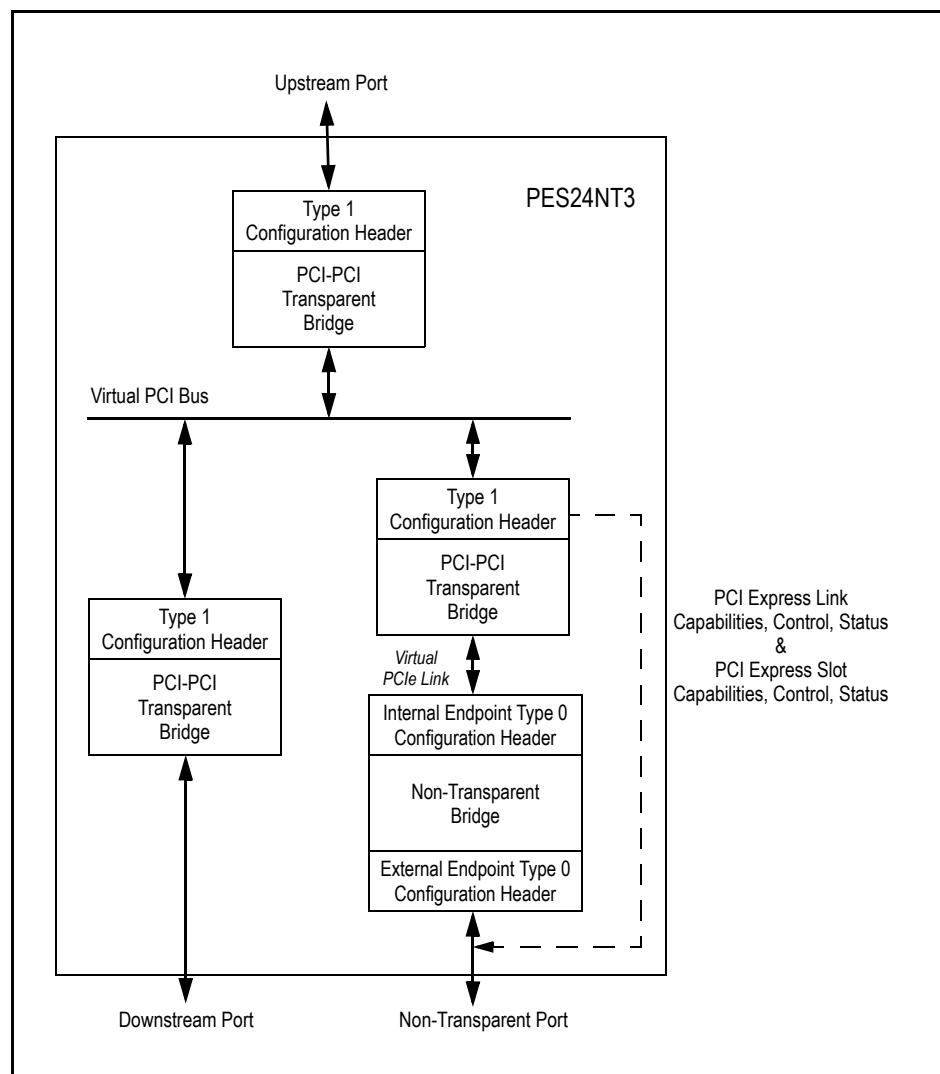 Upstream Port
PES24NT3
Type 1
Configuration Header
PCI-PCI
Transparent
Bridge
Virtual PCI Bus
Type 1
Configuration Header
PCI-PCI
Transparent
Bridge
Type 1
Configuration Header
PCI-PCI
Transparent
Bridge
Virtual
PCIe Link
Internal Endpoint Type 0
Configuration Header
Non-Transparent
Bridge
External Endpoint Type 0
Configuration Header
PCI Express Link
Capabilities, Control, Status
&
PCI Express Slot
Capabilities, Control, Status
Downstream Port
Non-Transparent Port